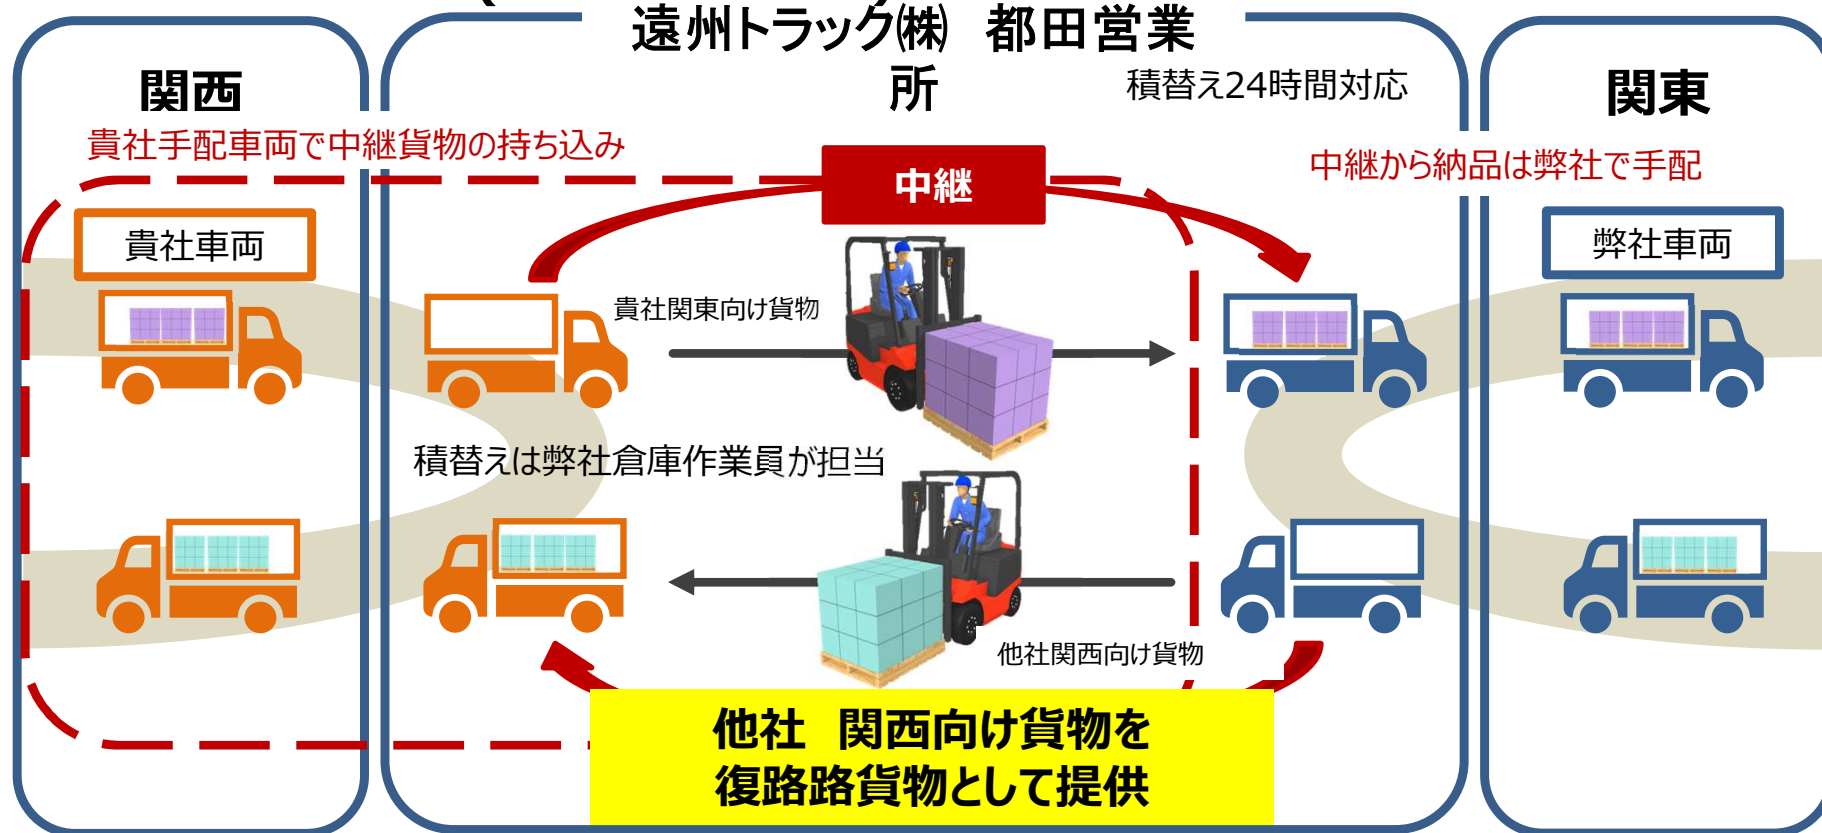 遠州トラック㈱　都田営業
所
関西
積替え24時間対応
関東
貴社手配車両で中継貨物の持ち込み
中継から納品は弊社で手配
中継
貴社車両
弊社車両
貴社関東向け貨物
積替えは弊社倉庫作業員が担当
他社関西向け貨物
他社　関西向け貨物を
復路路貨物として提供